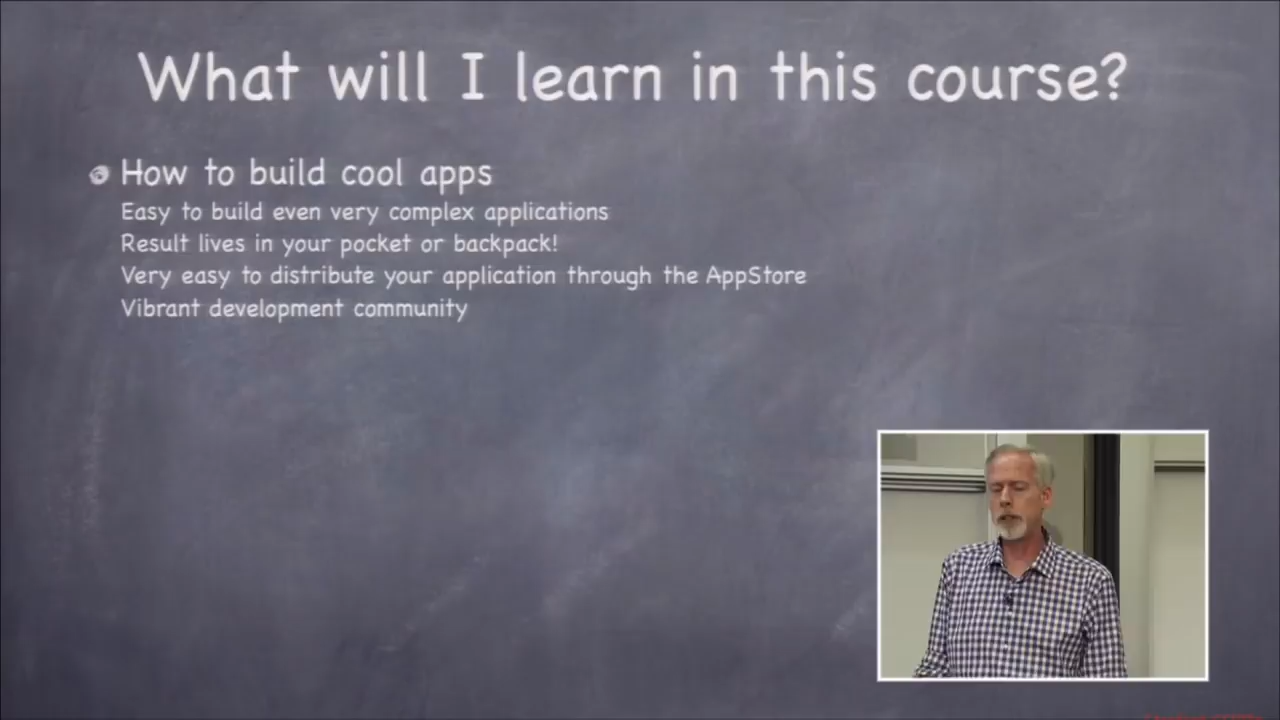 What will I learn in this course?
How to build cool apps
Easy to build even very complex applications
Result lives in your pocket or backpack!
Very easy to distribute your application through the AppStore
Vibrant development community